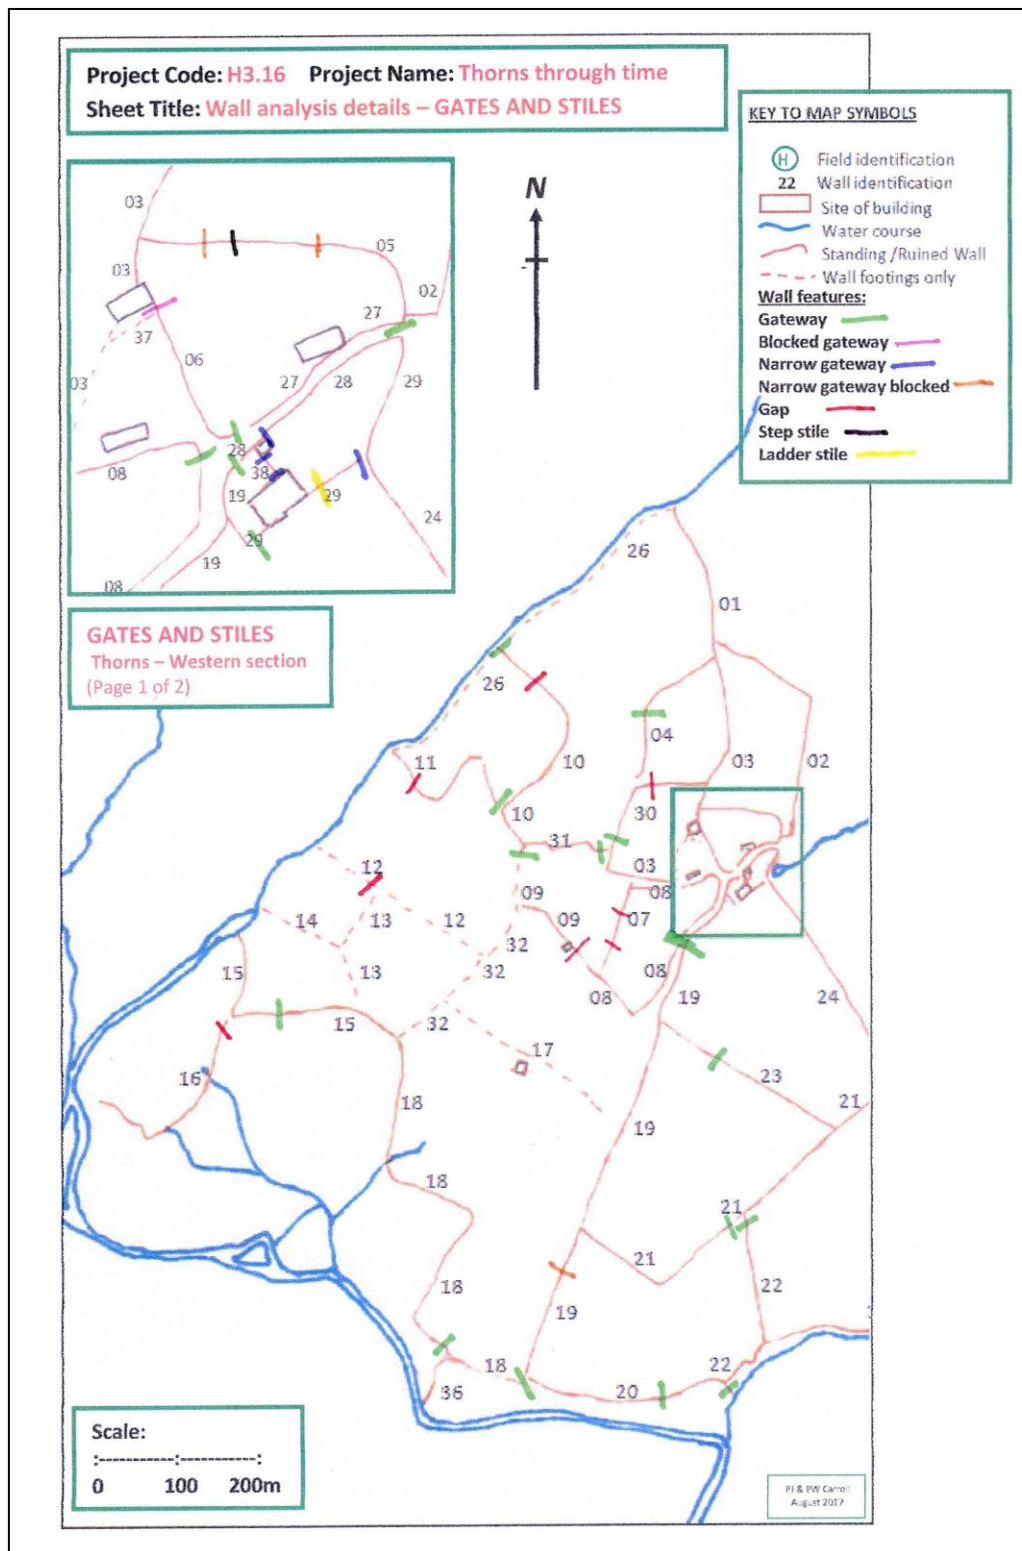 Project Code: H3.16 Project Name: Thorns through time
Sheet Title: Wall analysis details – GATES AND STILES
KEY TO MAP SYMBOLS
H Field identification
22 Wall identification
Site of building
Water course
Standing /Ruined Wall
Wall footings only
Wall features:
Gateway
Blocked gateway
Narrow gateway
Narrow gateway blocked
Gap
Step stile
Ladder stile
N
03
05
03
02
27
37
06
29
03
27
28
28
08
38
19
29
24
29
19
08
GATES AND STILES
Thorns – Western section
(Page 1 of 2)
26
01
26
04
11
10
03
02
10
30
31
03
12
09
08
14
13
12
09
07
32
15
13
32
08
08
19
24
32
15
17
16
23
18
19
21
18
21
21
18
22
19
18
22
36
20
Scale:
0 100 200m
PJ & PW Carroll
August 2017